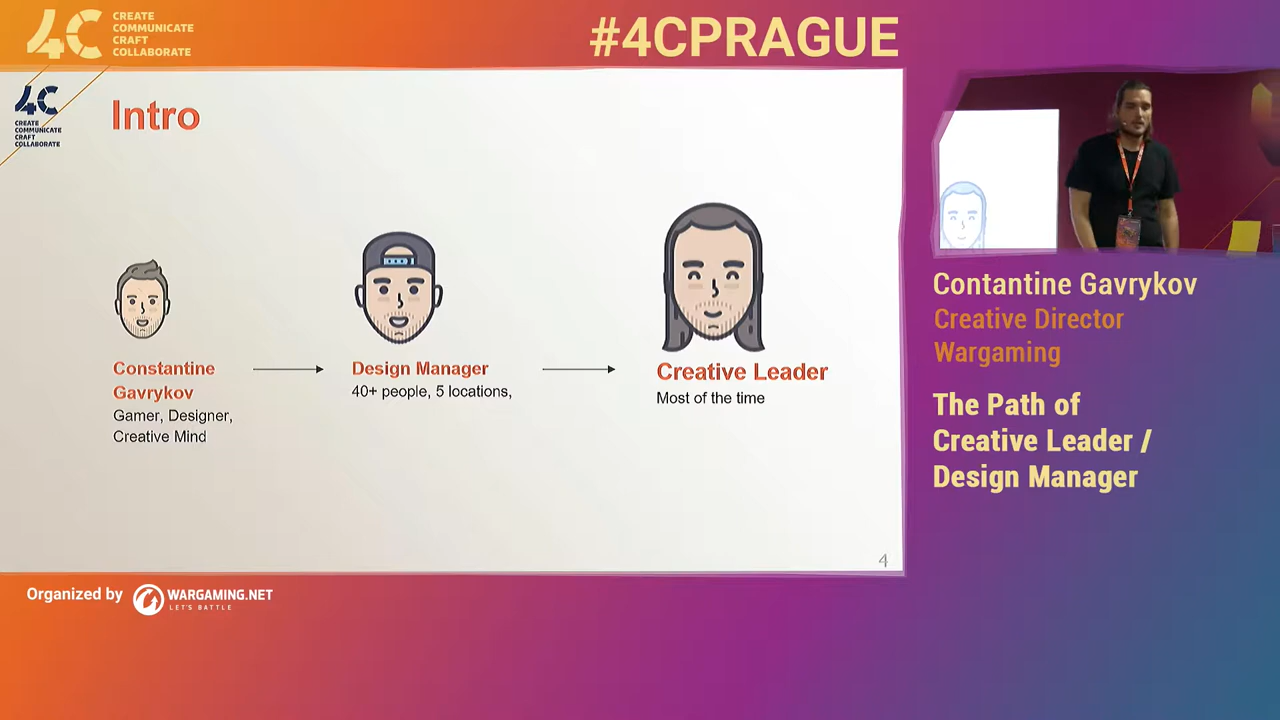 4C
CREATE
COMMUNICATE
CRAFT
COLLABORATE
#4CPRAGUE
4C
CREATE
COMMUNICATE
CRAFT
COLLABORATE
Intro
Constantine
Gavrykov
Gamer, Designer,
Creative Mind
Design Manager
40+ people, 5 locations,
Creative Leader
Most of the time
4
Contantine Gavrykov
Creative Director
Wargaming
The Path of
Creative Leader /
Design Manager
Organized by
WARGAMING.NET
LET'S BATTLE